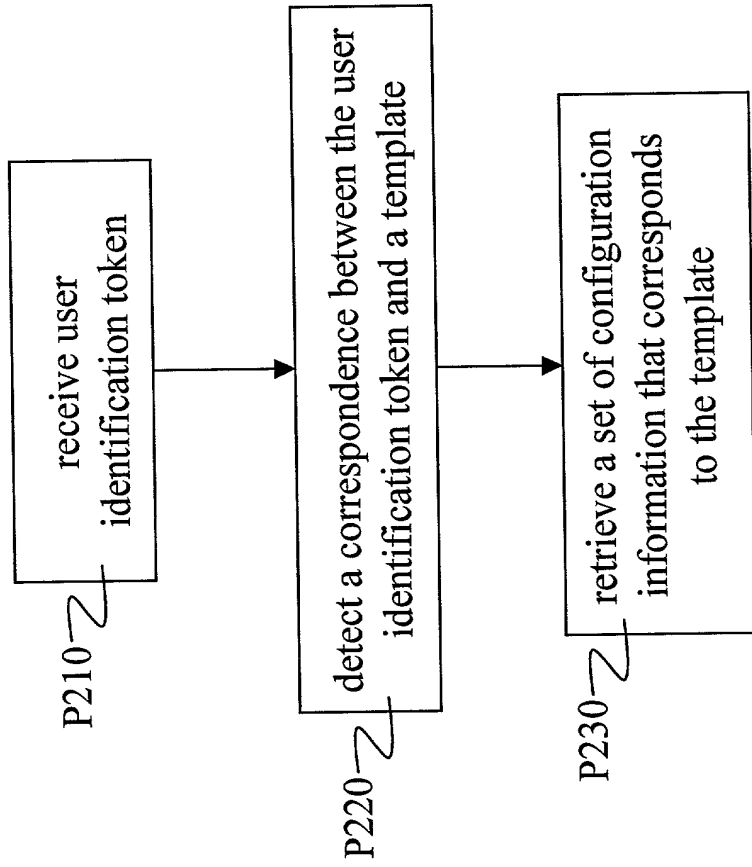 P210
receive user
identification token
P220
detect a correspondence between the user
identification token and a template
P230
retrieve a set of configuration
information that corresponds
to the template